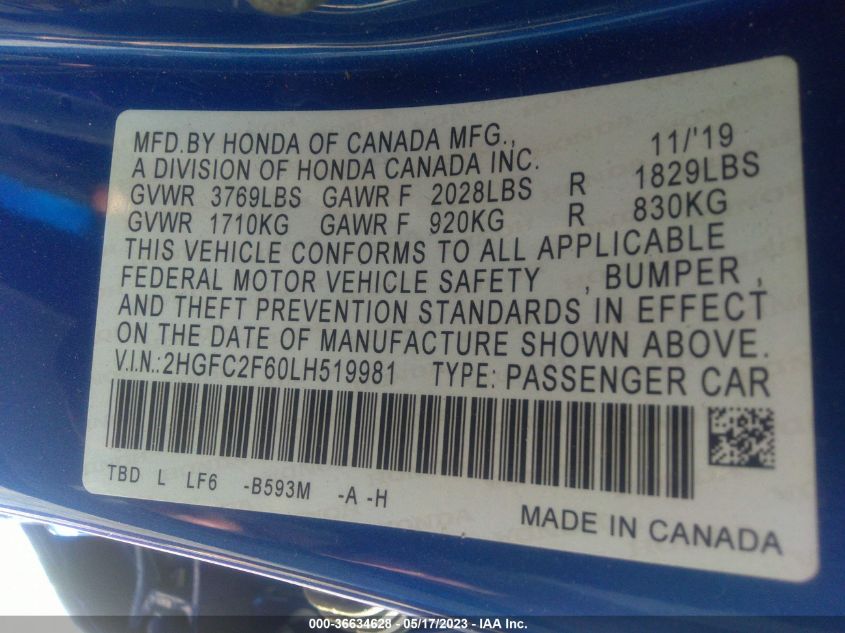 MFD.BY HONDA OF CANADA MFG., 11/'19
A DIVISION OF HONDA CANADA INC.
GVWR 3769LBS GAWR F 2028LBS R 1829LBS
GVWR 1710KG GAWR F 920KG R 830KG
THIS VEHICLE CONFORMS TO ALL APPLICABLE
FEDERAL MOTOR VEHICLE SAFETY , BUMPER ,
AND THEFT PREVENTION STANDARDS IN EFFECT
ON THE DATE OF MANUFACTURE SHOWN ABOVE.
V.I.N.:2HGFC2F60LH519981 TYPE: PASSENGER CAR
TBD L LF6 -B593M -A -H
MADE IN CANADA
000-36634628 - 05/17/2023 - IAA Inc.